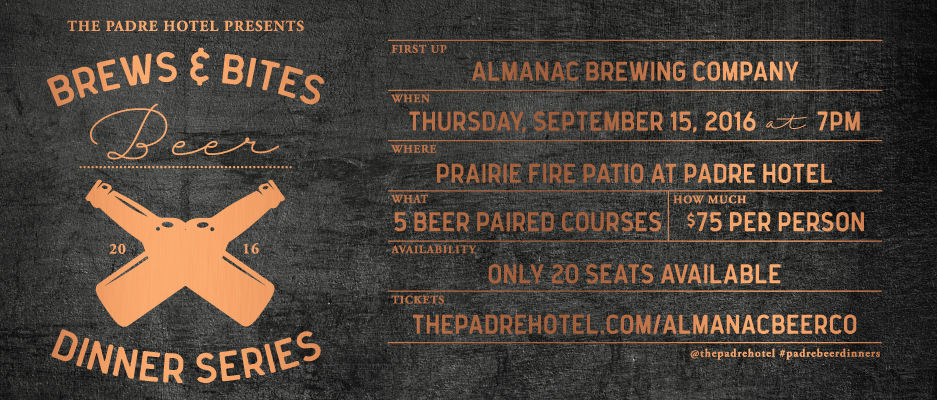 THE PADRE HOTEL PRESENTS
BREWS & BITES
Beer
20 16
DINNER SERIES
FIRST UP
ALMANAC BREWING COMPANY
WHEN
THURSDAY, SEPTEMBER 15, 2016 at 7PM
WHERE
PRAIRIE FIRE PATIO AT PADRE HOTEL
WHAT
5 BEER PAIRED COURSES
HOW MUCH
$75 PER PERSON
AVAILABILITY
ONLY 20 SEATS AVAILABLE
TICKETS
THEPADREHOTEL.COM/ALMANACBEERCO
@thepadrehotel #padrebeerdinners